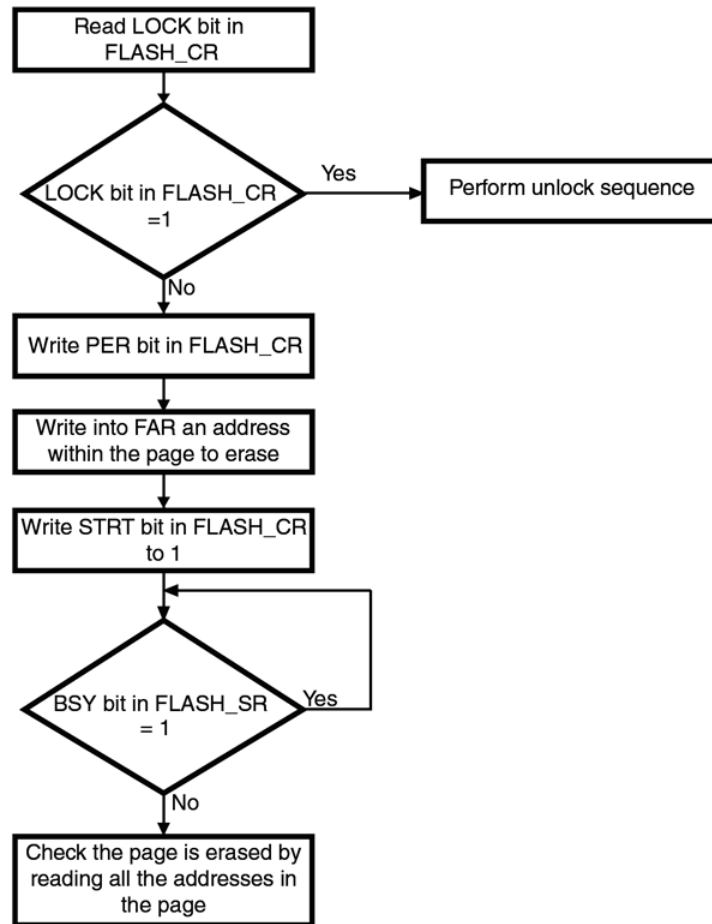 Read LOCK bit in
FLASH_CR
LOCK bit in FLASH_CR
=1
Yes
Perform unlock sequence
No
Write PER bit in FLASH_CR
Write into FAR an address
within the page to erase
Write STRT bit in FLASH_CR
to 1
BSY bit in FLASH_SR
= 1
Yes
No
Check the page is erased by
reading all the addresses in
the page